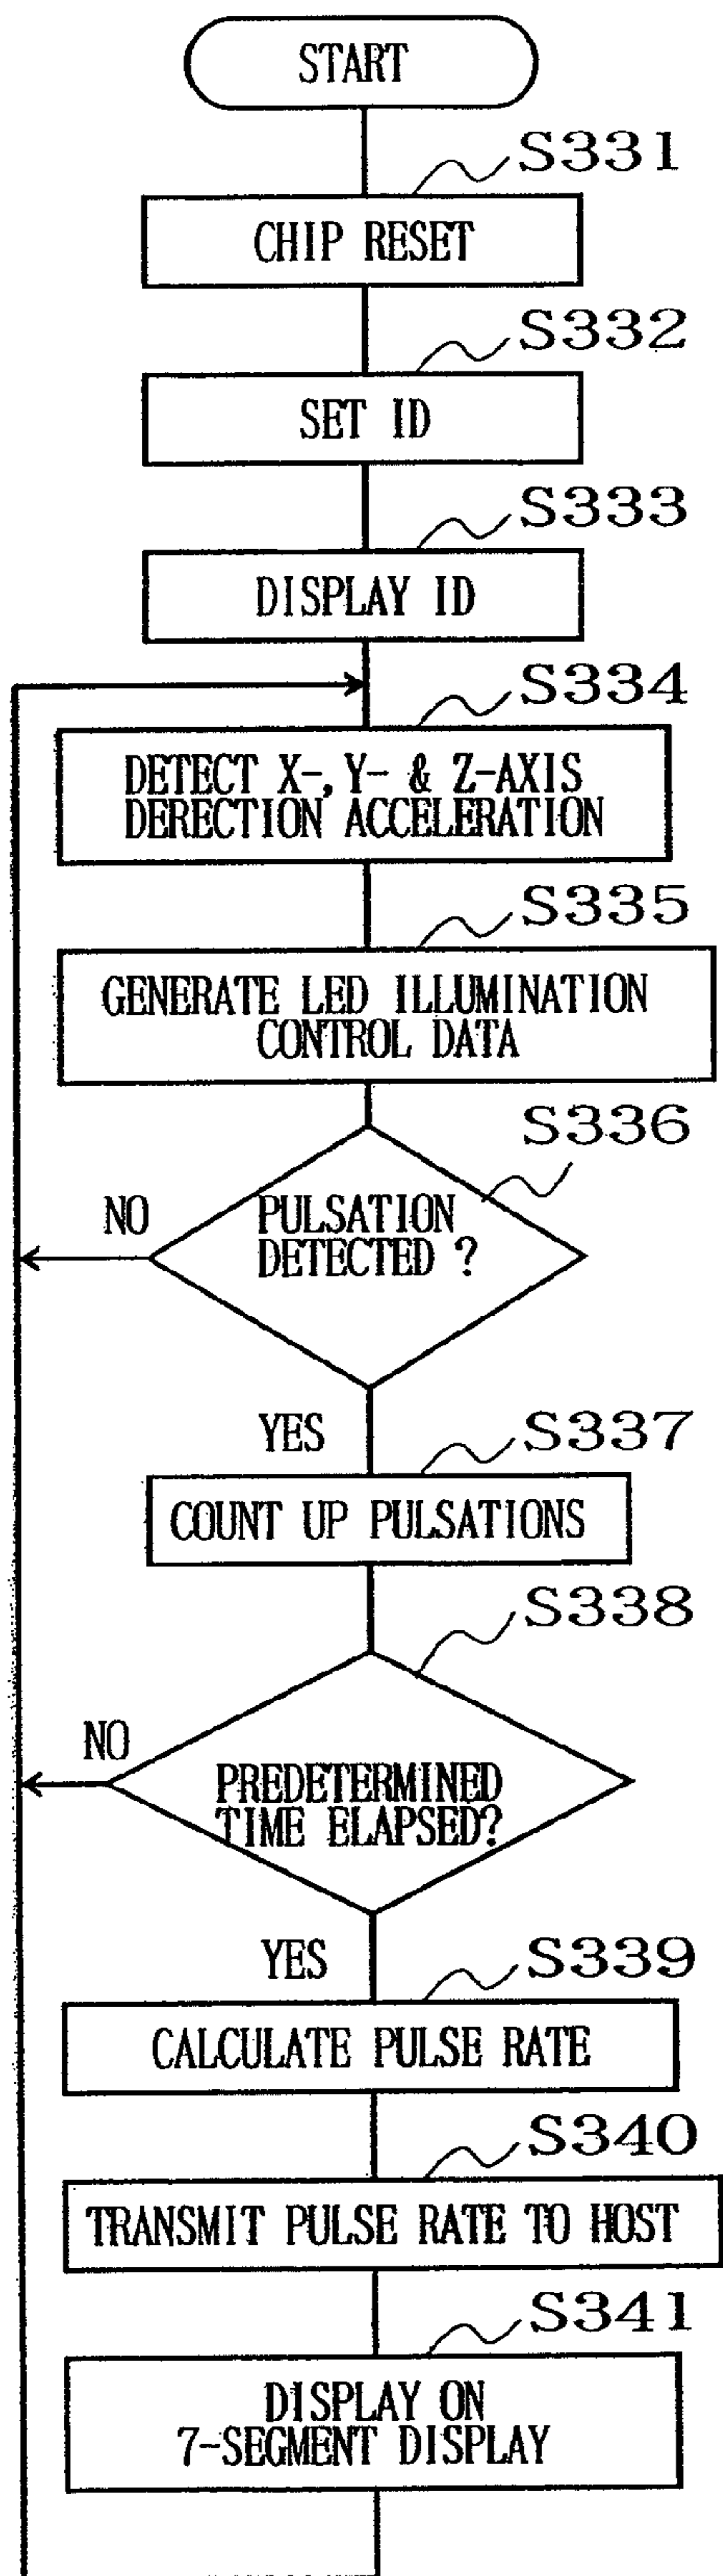 START
S331
CHIP RESET
S332
SET ID
S333
DISPLAY ID
S334
DETECT X-, Y- & Z-AXIS
DERECTION ACCELERATION
S335
GENERATE LED ILLUMINATION
CONTROL DATA
S336
NO
PULSATION
DETECTED ?
YES
S337
COUNT UP PULSATIONS
S338
NO
PREDETERMINED
TIME ELAPSED?
YES
S339
CALCULATE PULSE RATE
S340
TRANSMIT PULSE RATE TO HOST
S341
DISPLAY ON
7-SEGMENT DISPLAY